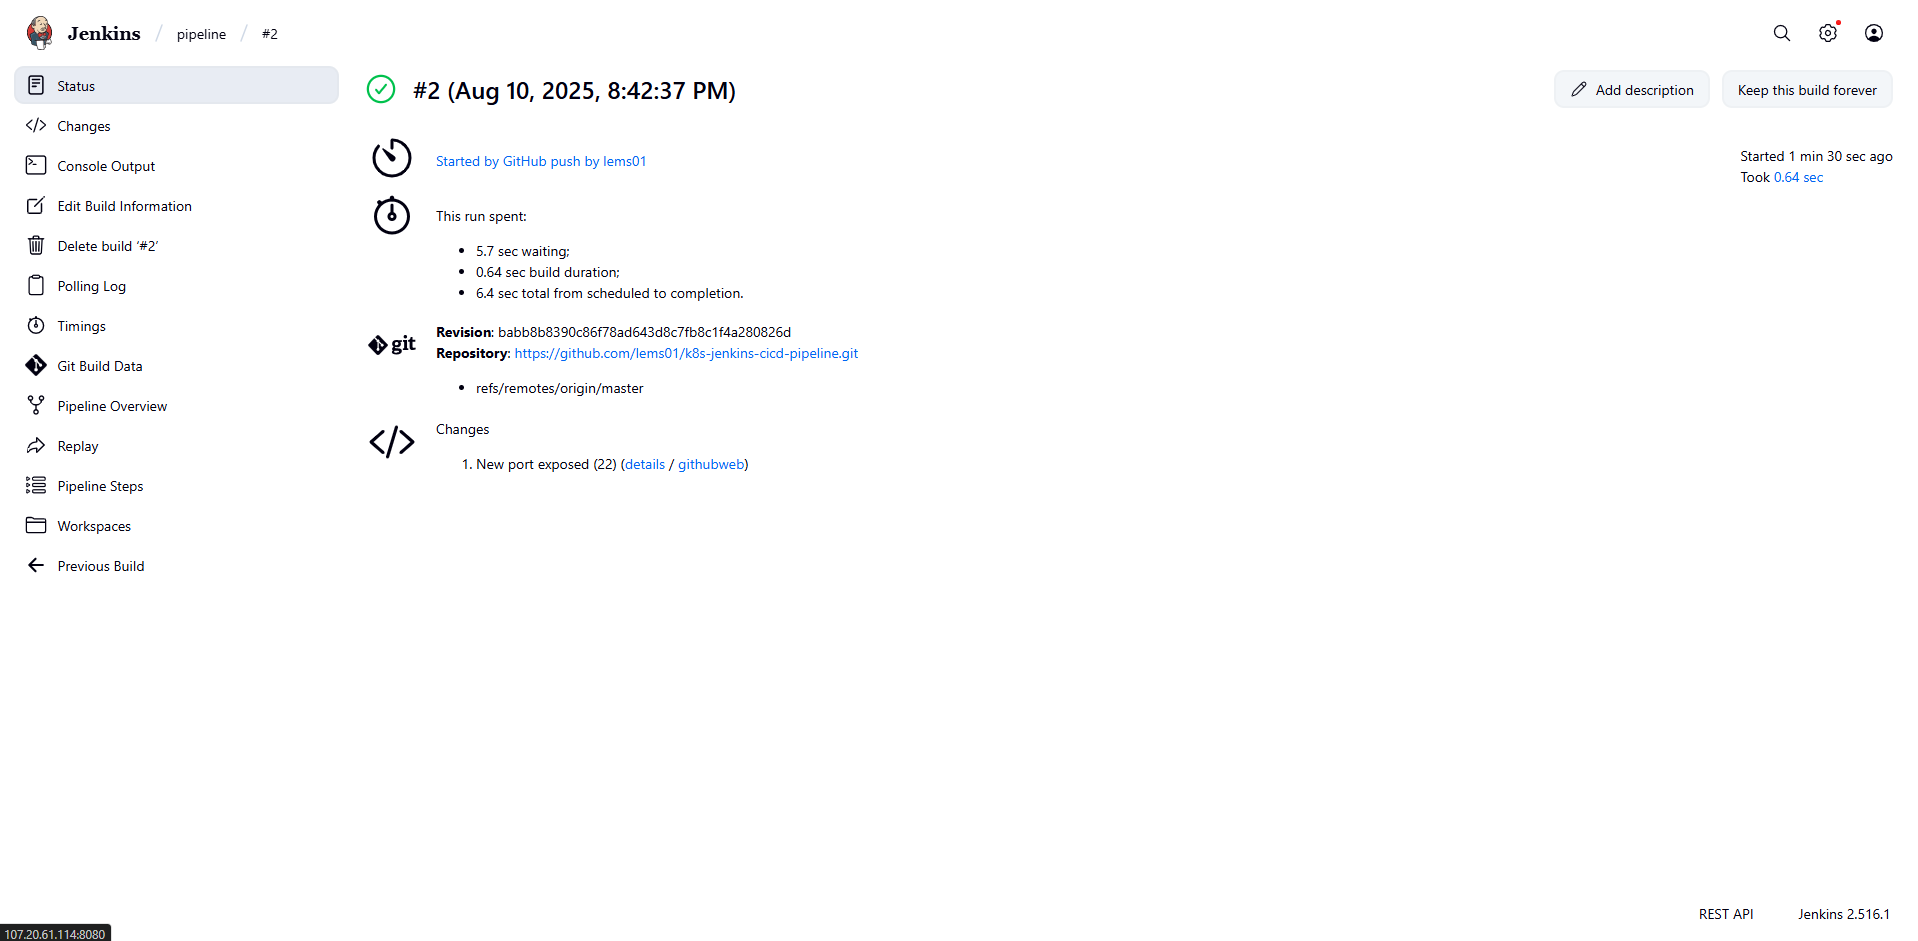 Jenkins / pipeline / #2
Status
Changes
Console Output
Edit Build Information
Delete build ‘#2’
Polling Log
Timings
Git Build Data
Pipeline Overview
Replay
Pipeline Steps
Workspaces
Previous Build
#2 (Aug 10, 2025, 8:42:37 PM)
Add description
Keep this build forever
Started by GitHub push by lems01
Started 1 min 30 sec ago
Took 0.64 sec
This run spent:
• 5.7 sec waiting;
• 0.64 sec build duration;
• 6.4 sec total from scheduled to completion.
git
Revision: babb8b8390c86f78ad643d8c7fb8c1f4a280826d
Repository: https://github.com/lems01/k8s-jenkins-cicd-pipeline.git
• refs/remotes/origin/master
Changes
1. New port exposed (22) (details / githubweb)
REST API
Jenkins 2.516.1
107.20.61.114:8080